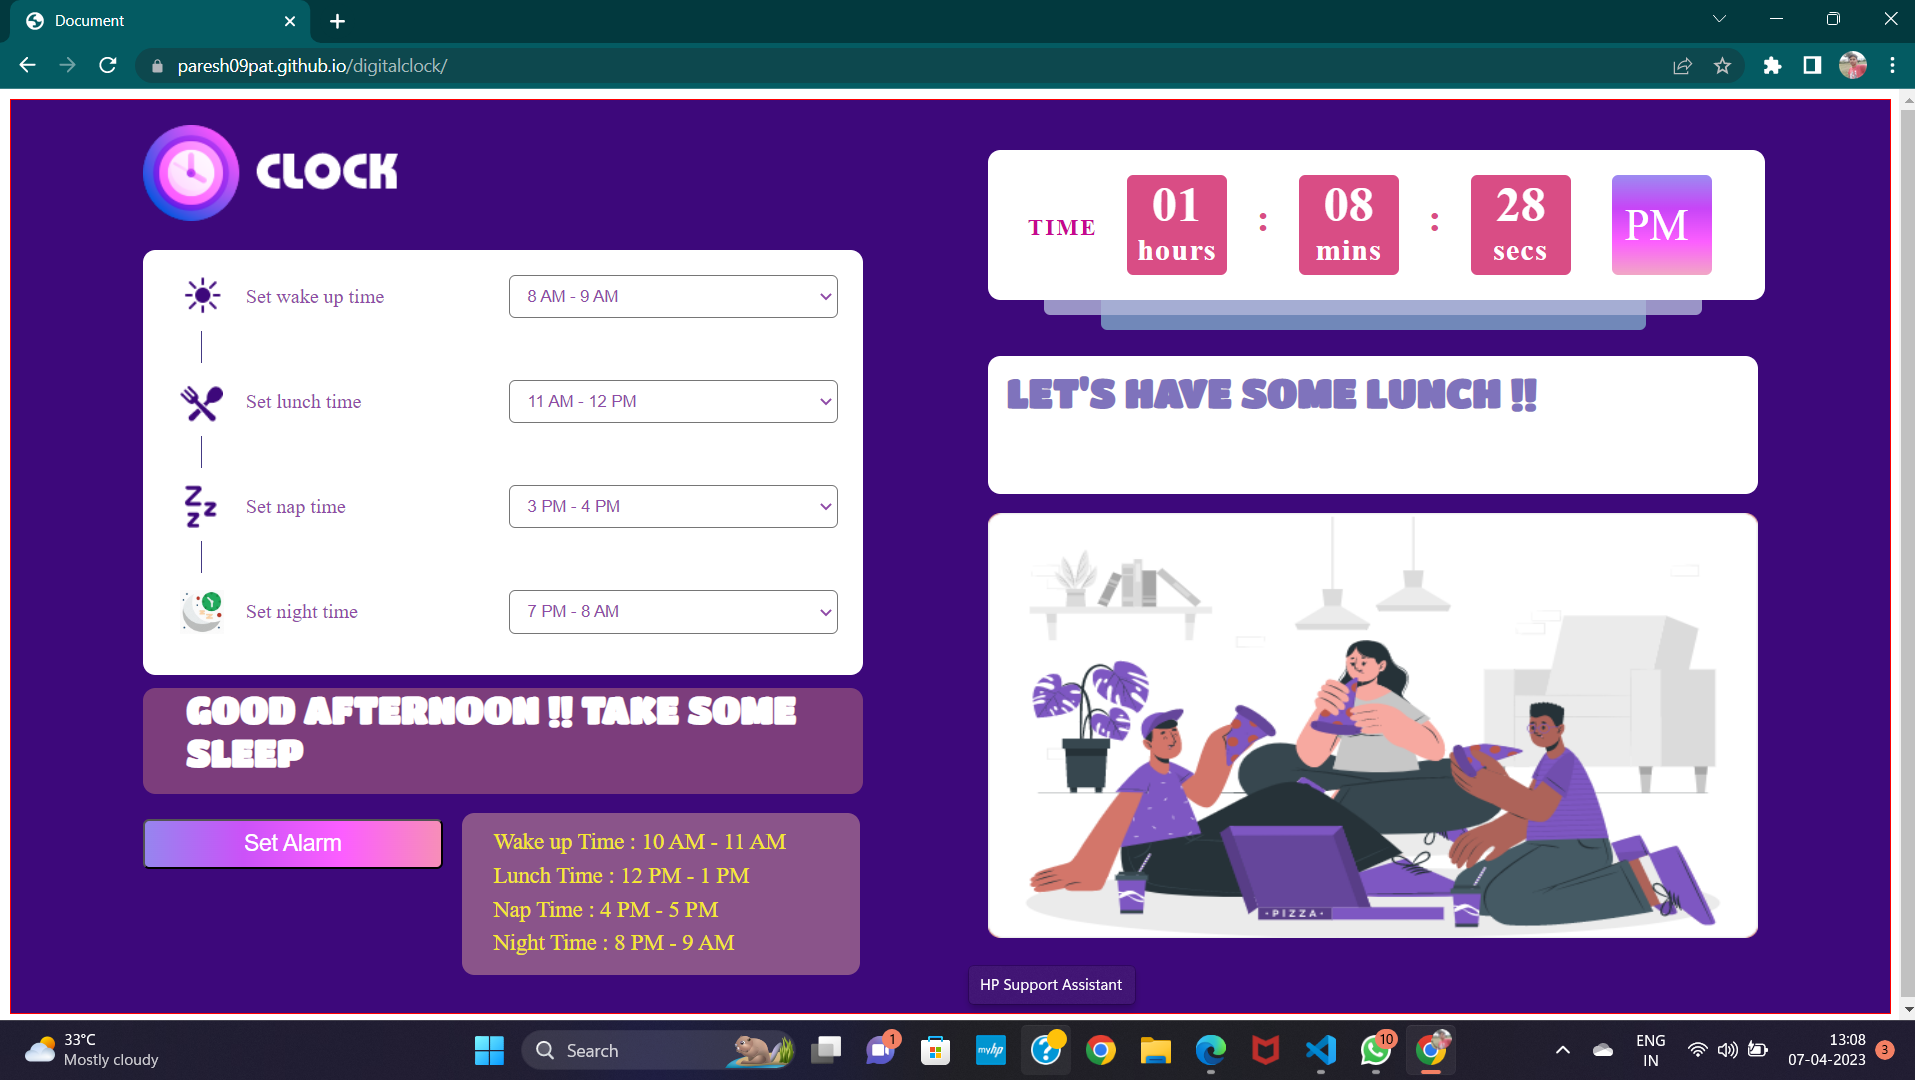 Document
paresh09pat.github.io/digitalclock/
CLOCK
Set wake up time
8 AM - 9 AM
Set lunch time
11 AM - 12 PM
Set nap time
3 PM - 4 PM
Set night time
7 PM - 8 AM
GOOD AFTERNOON !! TAKE SOME
SLEEP
Set Alarm
Wake up Time : 10 AM - 11 AM
Lunch Time : 12 PM - 1 PM
Nap Time : 4 PM - 5 PM
Night Time : 8 PM - 9 AM
TIME
01
hours
:
08
mins
:
28
secs
PM
LET'S HAVE SOME LUNCH !!
• PIZZA •
HP Support Assistant
33°C
Mostly cloudy
Search
1
myhp
10
ENG
IN
13:08
07-04-2023
3